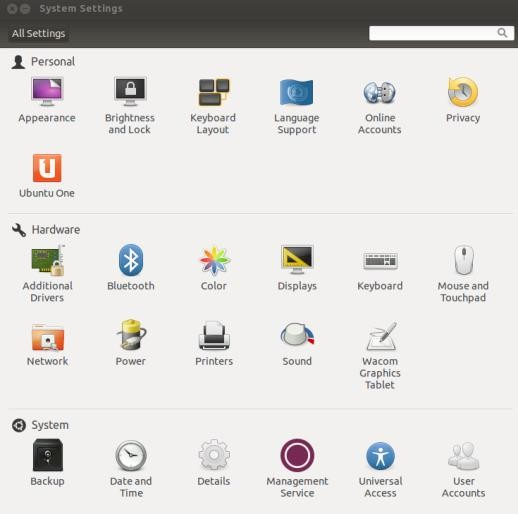 System Settings
All Settings
Personal
Appearance
Brightness and Lock
Keyboard Layout
Language Support
Online Accounts
Privacy
Ubuntu One
Hardware
Additional Drivers
Bluetooth
Color
Displays
Keyboard
Mouse and Touchpad
Network
Power
Printers
Sound
Wacom Graphics Tablet
System
Backup
Date and Time
Details
Management Service
Universal Access
User Accounts